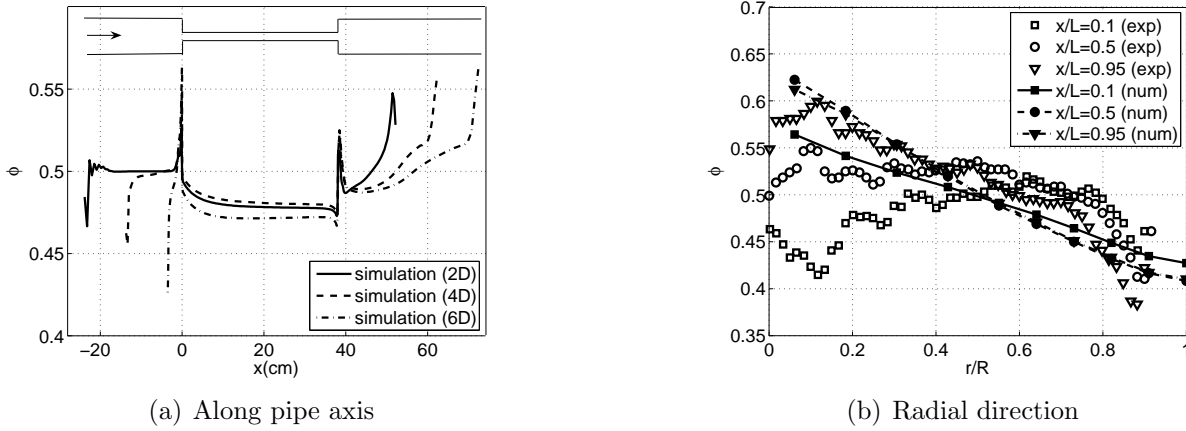 0.55
0.5
0.45
0.4
ϕ
−20 0 20 40 60
x(cm)
simulation (2D)
simulation (4D)
simulation (6D)
(a) Along pipe axis
0.7
0.65
0.6
0.55
0.5
0.45
0.4
0.35
ϕ
0 0.2 0.4 0.6 0.8 1
r/R
x/L=0.1 (exp)
x/L=0.5 (exp)
x/L=0.95 (exp)
x/L=0.1 (num)
x/L=0.5 (num)
x/L=0.95 (num)
(b) Radial direction